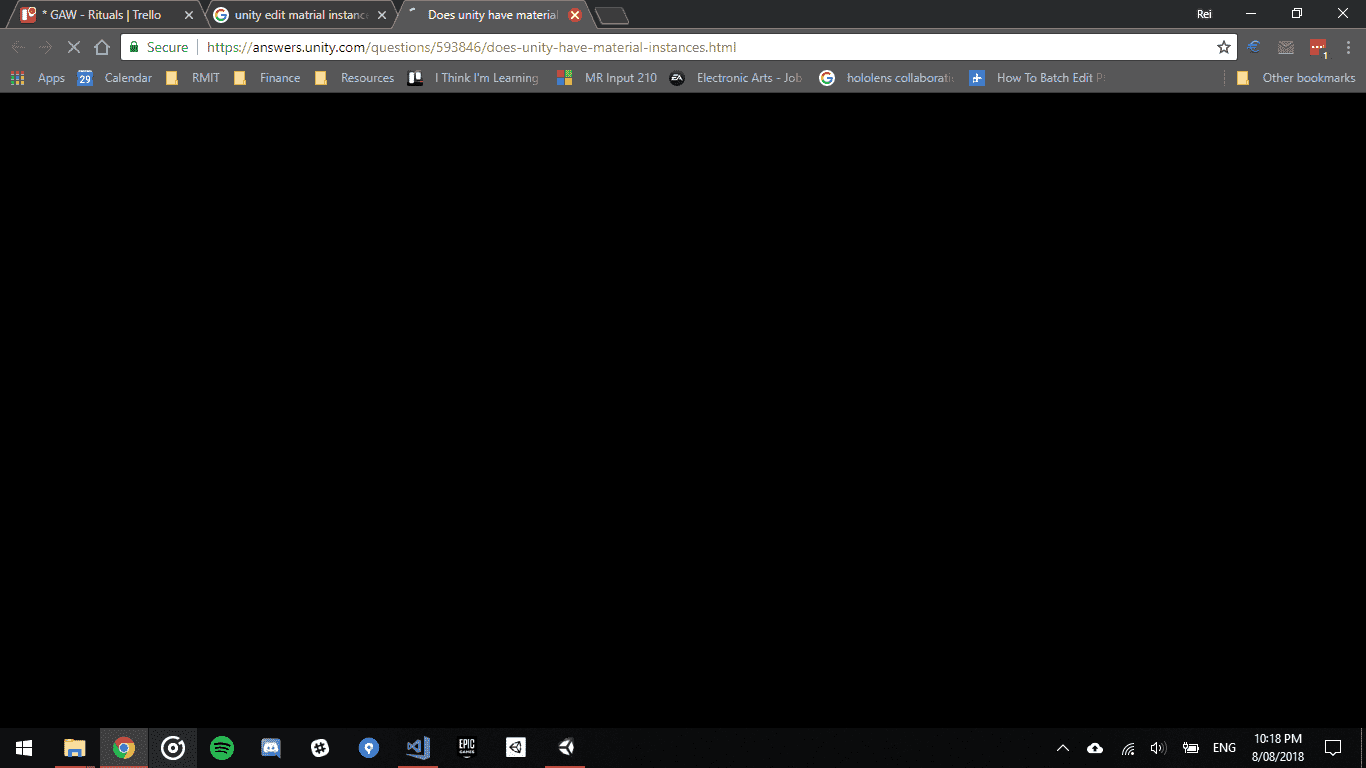 * GAW - Rituals | Trello
unity edit matrial instance
Does unity have material
Rei
Secure
https://answers.unity.com/questions/593846/does-unity-have-material-instances.html
1
Apps
29
Calendar
RMIT
Finance
Resources
I Think I'm Learning
MR Input 210
EA
Electronic Arts - Job
hololens collaborati
How To Batch Edit P
Other bookmarks
EPIC
GAMES
ENG
10:18 PM
8/08/2018